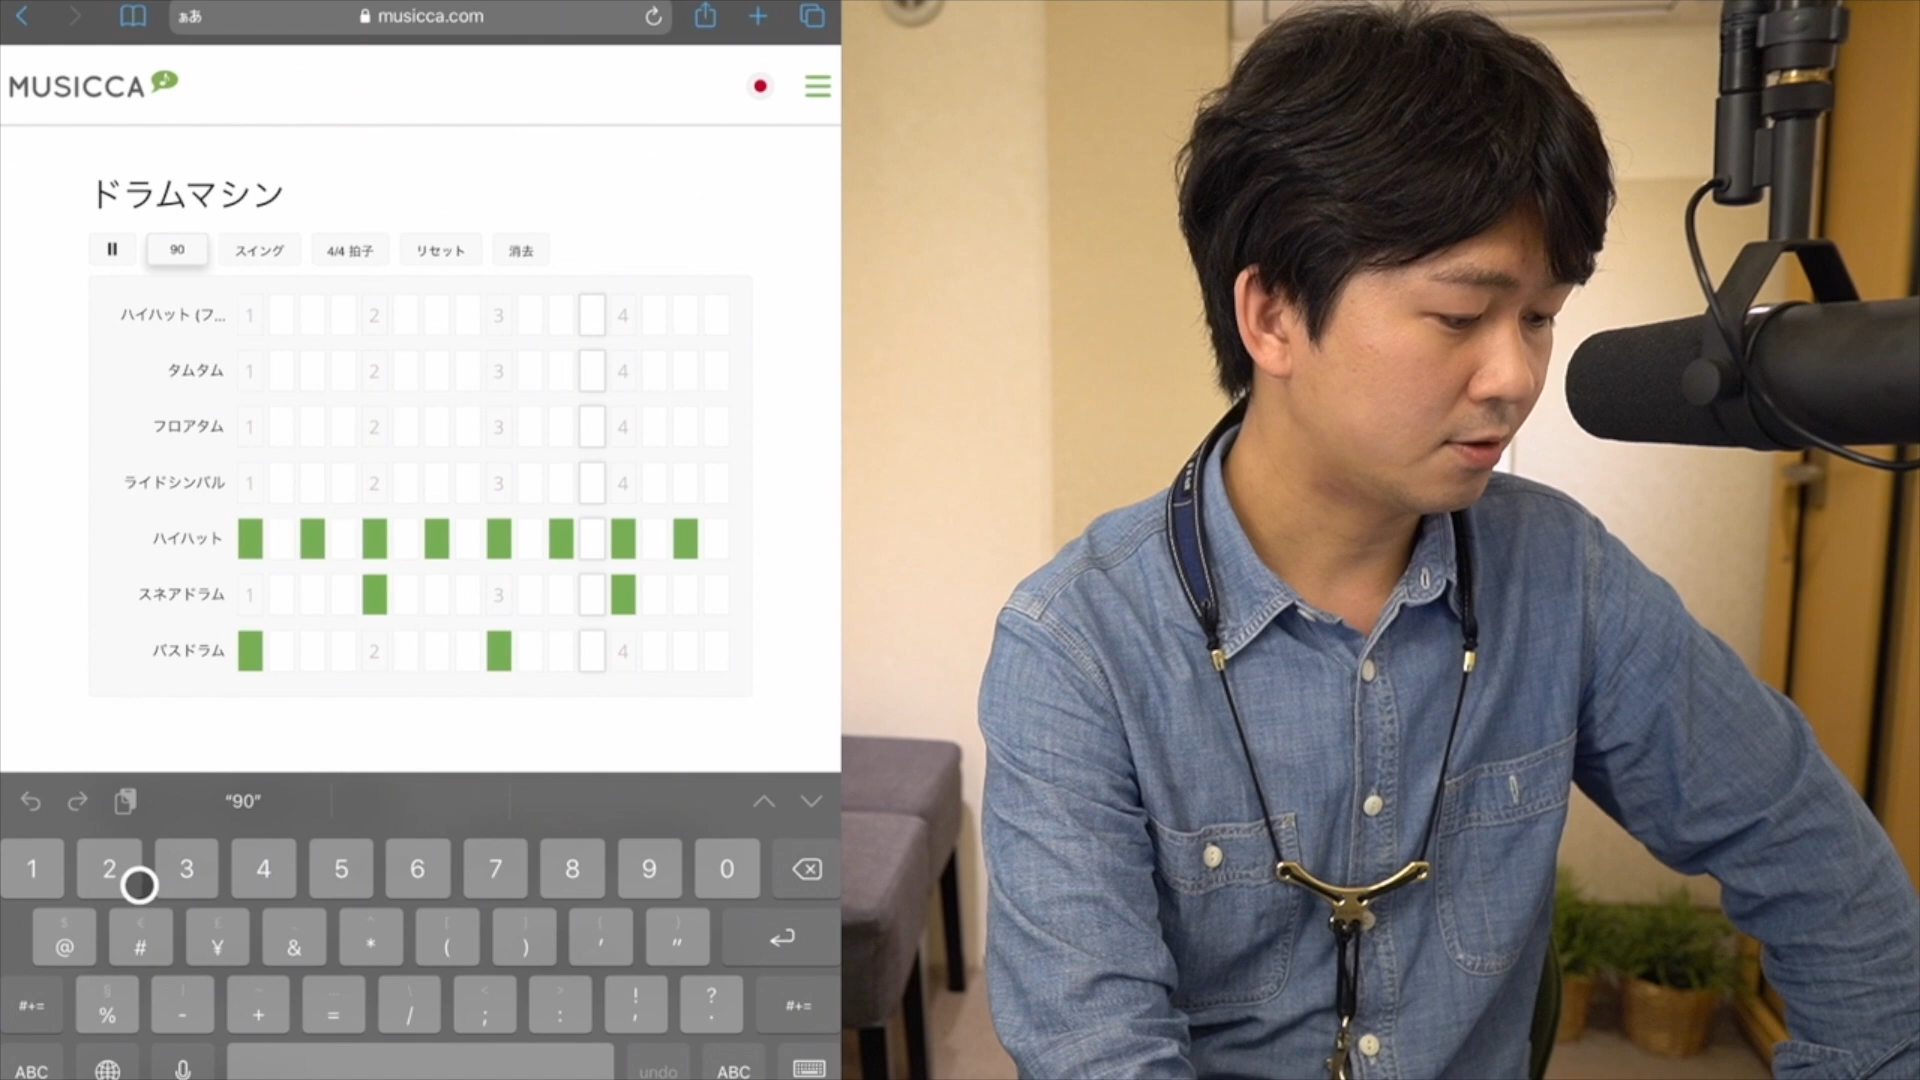 ぁあ musicca.com
MUSICCA
ドラムマシン
90 スイング 4/4 拍子 リセット 消去
ハイハット (フ... 1 2 3 4
タムタム 1 2 3 4
フロアタム 1 2 3 4
ライドシンバル 1 2 3 4
ハイハット
スネアドラム 1 3
バスドラム 2 4
“90”
1 2 3 4 5 6 7 8 9 0
@ # ¥ & * ( ) ' "
#+= % - + = / ; : ! , ? . #+=
ABC undo ABC